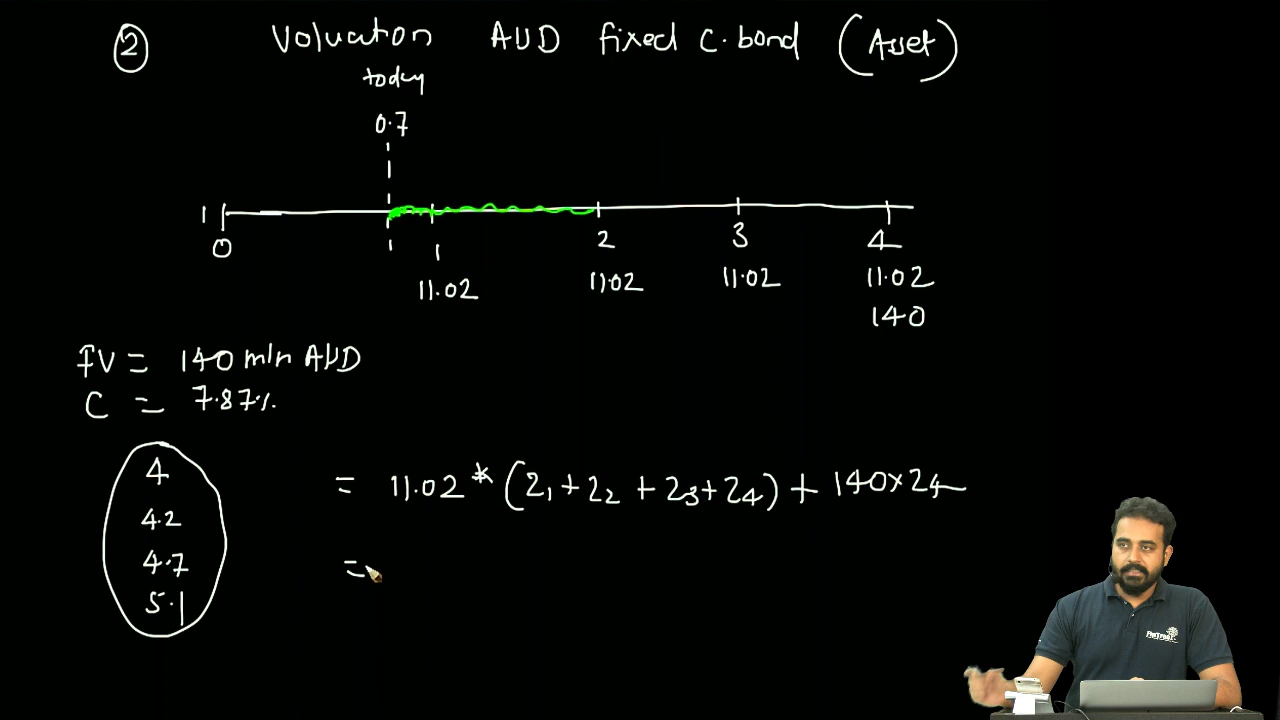 2 Valuation AUD fixed C.bond (Asset)
today
0.7
0 1 2 3 4
11.02 11.02 11.02 11.02
140
FV = 140 mln AUD
C = 7.87%
4
4.2
4.7
5.1
= 11.02 * (Z1 + Z2 + Z3 + Z4) + 140 x Z4
=
FinTree